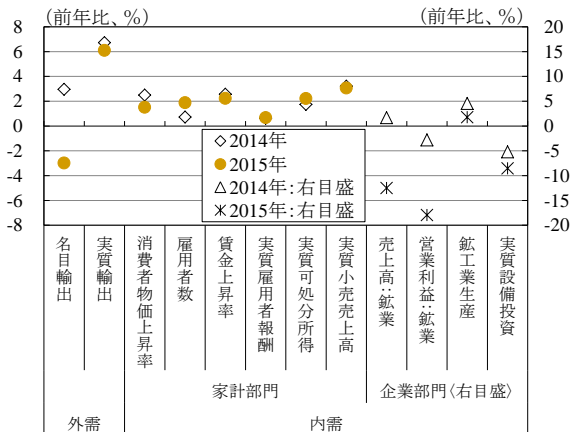 (前年比、%)
(前年比、%)
8
6
4
2
0
-2
-4
-6
-8
20
15
10
5
0
-5
-10
-15
-20
2014年
2015年
2014年:右目盛
2015年:右目盛
名目輸出
実質輸出
消費者物価上昇率
雇用者数
賃金上昇率
実質雇用者報酬
実質可処分所得
実質小売売上高
売上高:鉱業
営業利益:鉱業
鉱工業生産
実質設備投資
家計部門
企業部門〈右目盛〉
外需
内需